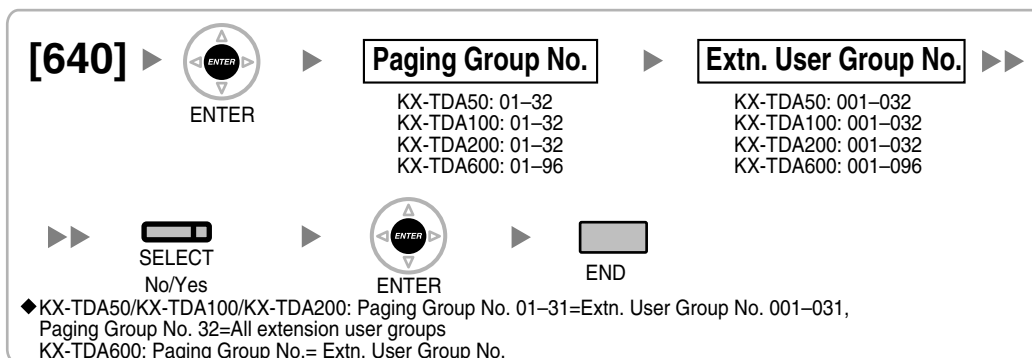 [640] ENTER Paging Group No. Extn. User Group No.
ENTER
KX-TDA50: 01–32 KX-TDA50: 001–032
KX-TDA100: 01–32 KX-TDA100: 001–032
KX-TDA200: 01–32 KX-TDA200: 001–032
KX-TDA600: 01–96 KX-TDA600: 001–096
ENTER
SELECT END
No/Yes ENTER
◆KX-TDA50/KX-TDA100/KX-TDA200: Paging Group No. 01–31=Extn. User Group No. 001–031,
Paging Group No. 32=All extension user groups
KX-TDA600: Paging Group No.= Extn. User Group No.